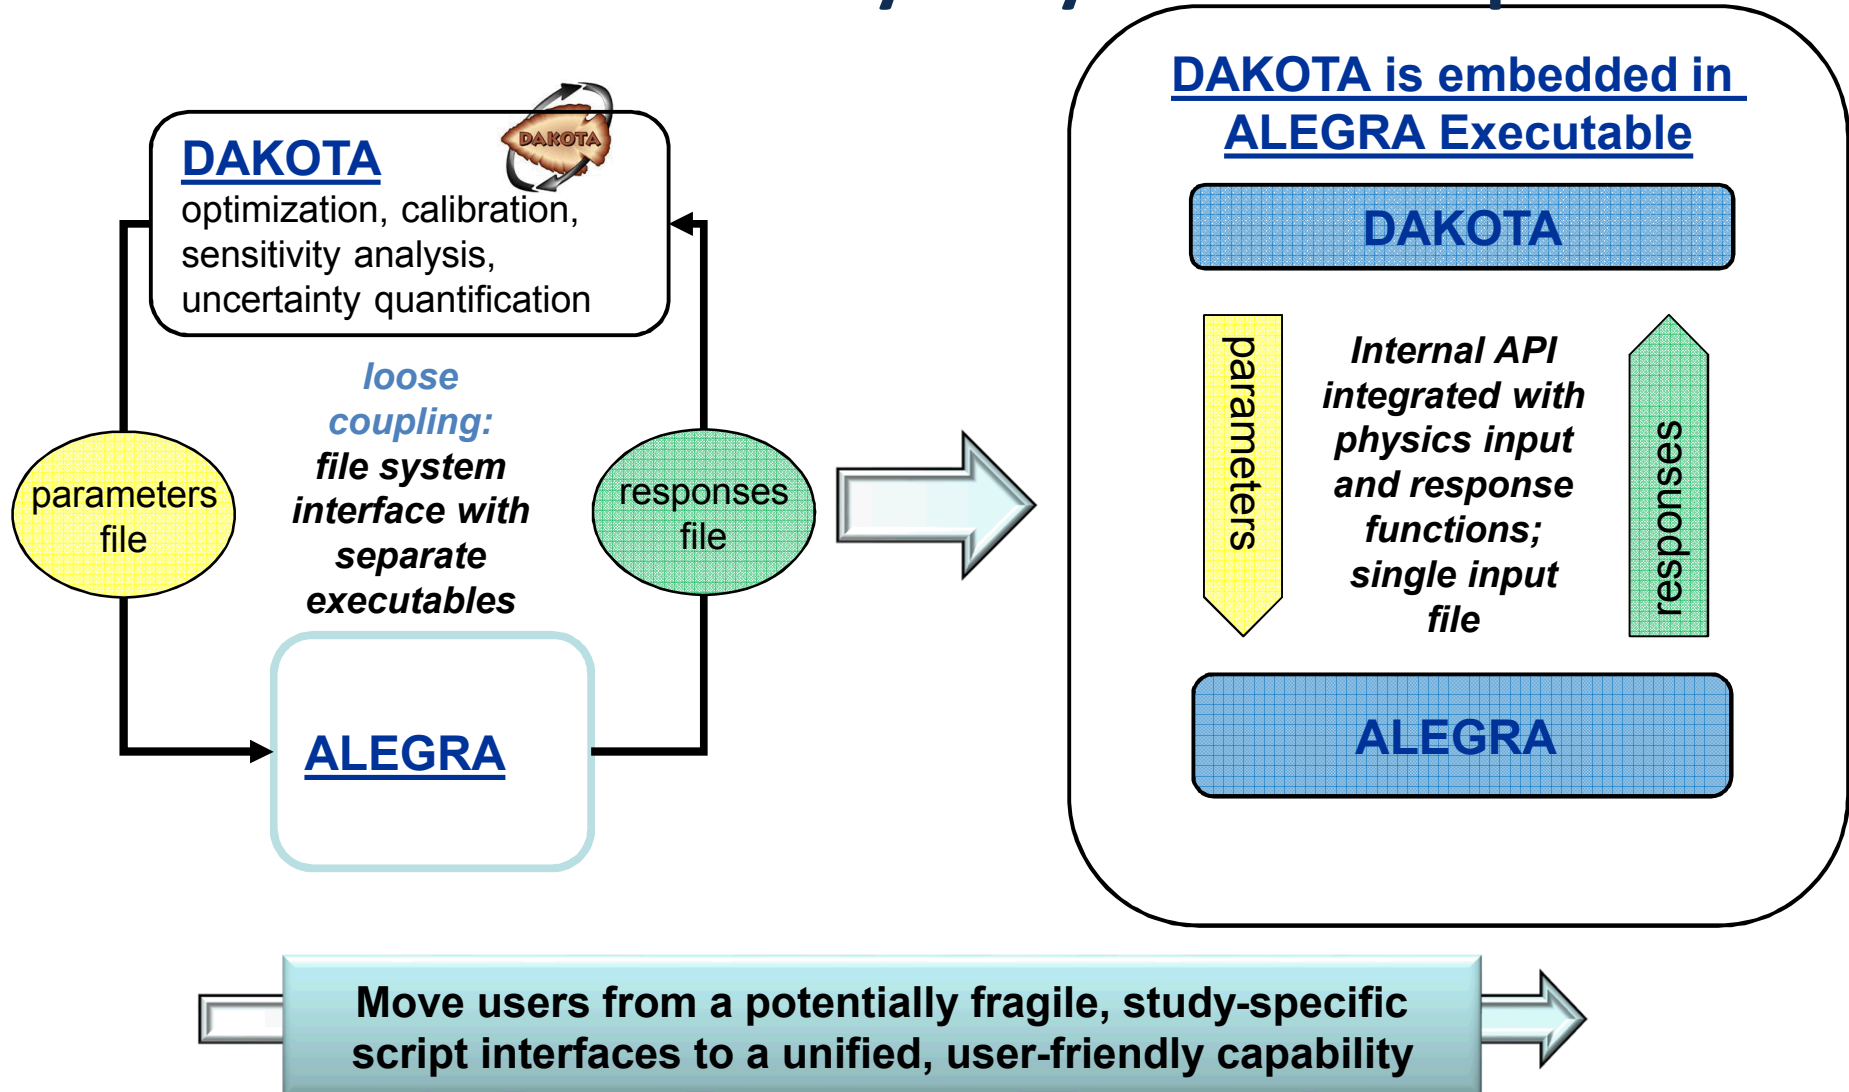 DAKOTA
DAKOTA
optimization, calibration,
sensitivity analysis,
uncertainty quantification
loose
coupling:
file system
interface with
separate
executables
parameters
file
responses
file
ALEGRA
DAKOTA is embedded in
ALEGRA Executable
DAKOTA
parameters
Internal API
integrated with
physics input
and response
functions;
single input
file
responses
ALEGRA
Move users from a potentially fragile, study-specific
script interfaces to a unified, user-friendly capability